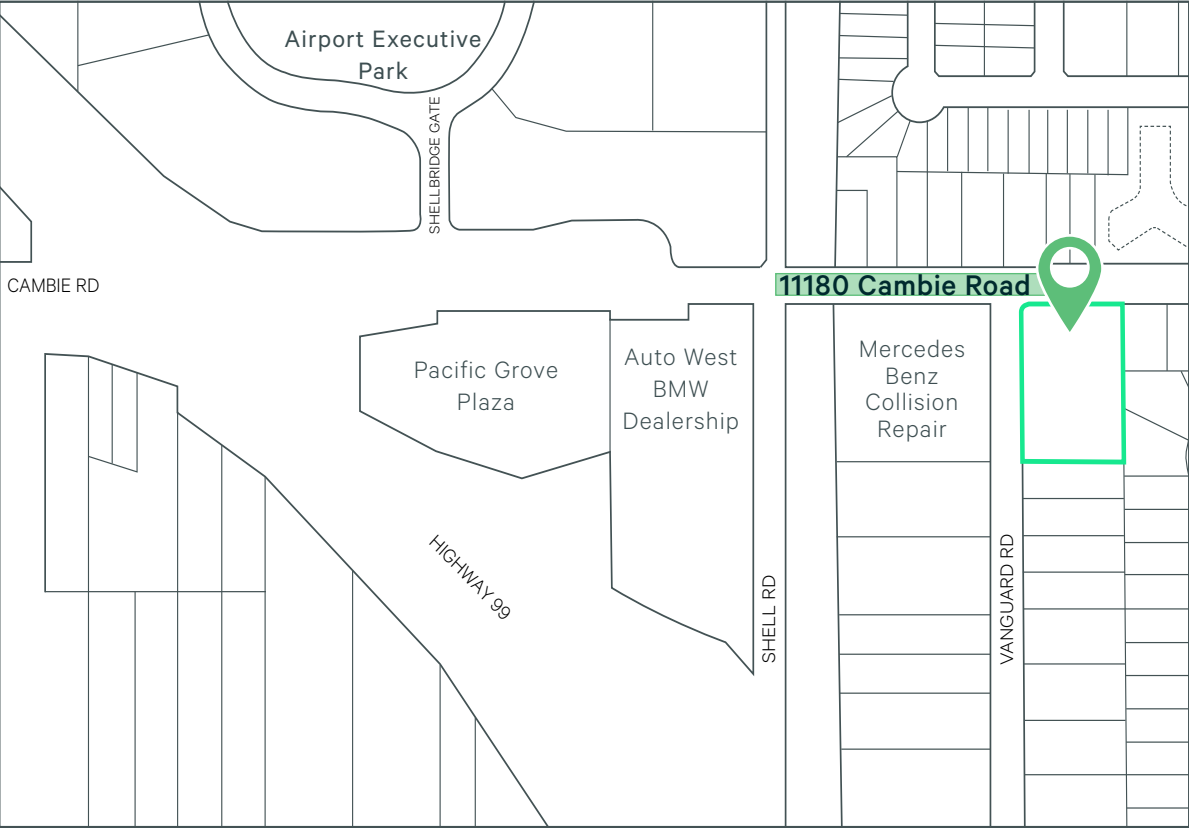 Airport Executive
Park
SHELLBRIDGE GATE
CAMBIE RD
11180 Cambie Road
Pacific Grove
Plaza
Auto West
BMW
Dealership
Mercedes
Benz
Collision
Repair
HIGHWAY 99
SHELL RD
VANGUARD RD